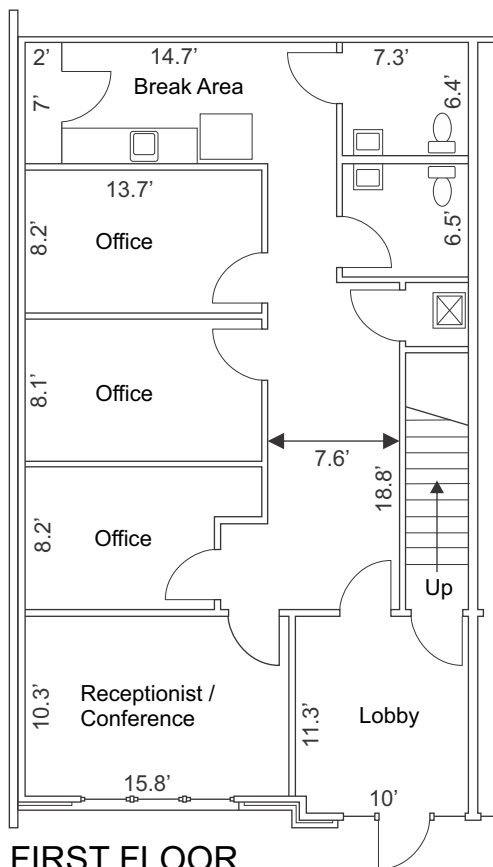 2’
14.7’
7.3’
Break Area
7’
6.4’
13.7’
8.2’
Office
6.5’
8.1’
Office
7.6’
18.8’
8.2’
Office
Up
10.3’
Receptionist /
Conference
11.3’
Lobby
15.8’
10’
FIRST FLOOR